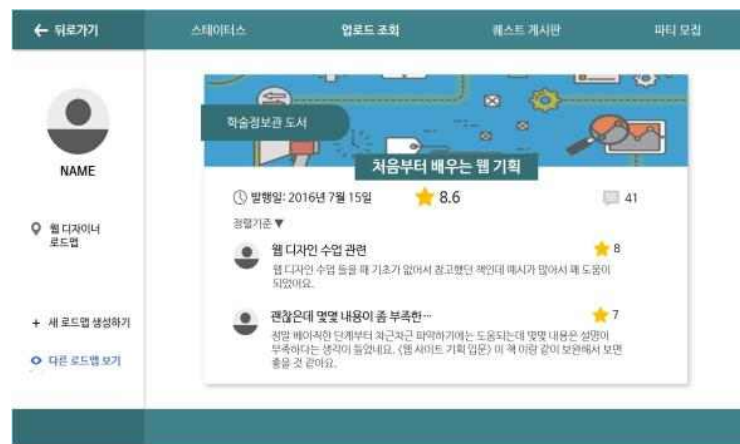 뒤로가기
스테이터스
업로드 조회
퀘스트 게시판
파티 모집
NAME
웹 디자이너
로드맵
+ 새 로드맵 생성하기
다른 로드맵 보기
학술정보관 도서
처음부터 배우는 웹 기획
발행일: 2016년 7월 15일
8.6
41
정렬기준 ▼
웹 디자인 수업 관련
8
웹 디자인 수업 들을 때 기초가 없어서 참고했던 책인데 예시가 많아서 꽤 도움이
되었어요.
괜찮은데 몇몇 내용이 좀 부족한…
7
정말 베이직한 단계부터 차근차근 파악하기에는 도움되는데 몇몇 내용은 설명이
부족하다는 생각이 들었네요. <웹 사이트 기획 입문> 이 책 이랑 같이 보완해서 보면
좋을 것 같아요.